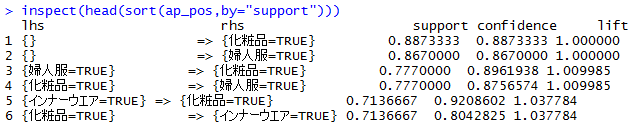 > inspect(head(sort(ap_pos,by="support")))
lhs rhs support confidence lift
1 {} => {化粧品=TRUE} 0.8873333 0.8873333 1.000000
2 {} => {婦人服=TRUE} 0.8670000 0.8670000 1.000000
3 {婦人服=TRUE} => {化粧品=TRUE} 0.7770000 0.8961938 1.009985
4 {化粧品=TRUE} => {婦人服=TRUE} 0.7770000 0.8756574 1.009985
5 {インナーウエア=TRUE} => {化粧品=TRUE} 0.7136667 0.9208602 1.037784
6 {化粧品=TRUE} => {インナーウエア=TRUE} 0.7136667 0.8042825 1.037784